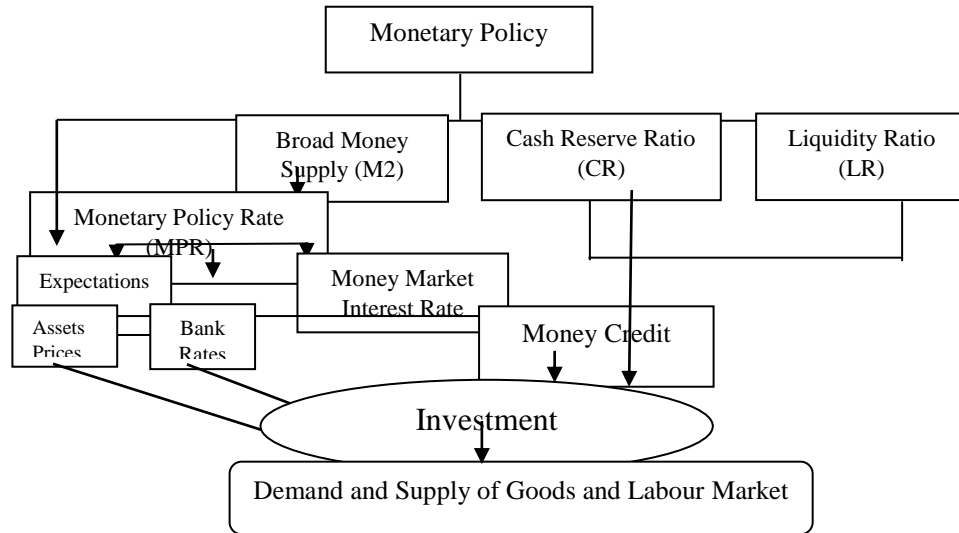 Monetary Policy
Broad Money
Supply (M2)
Cash Reserve Ratio
(CR)
Liquidity Ratio
(LR)
Monetary Policy Rate
(MPR)
Expectations
Money Market
Interest Rate
Assets
Prices
Bank
Rates
Money Credit
Investment
Demand and Supply of Goods and Labour Market